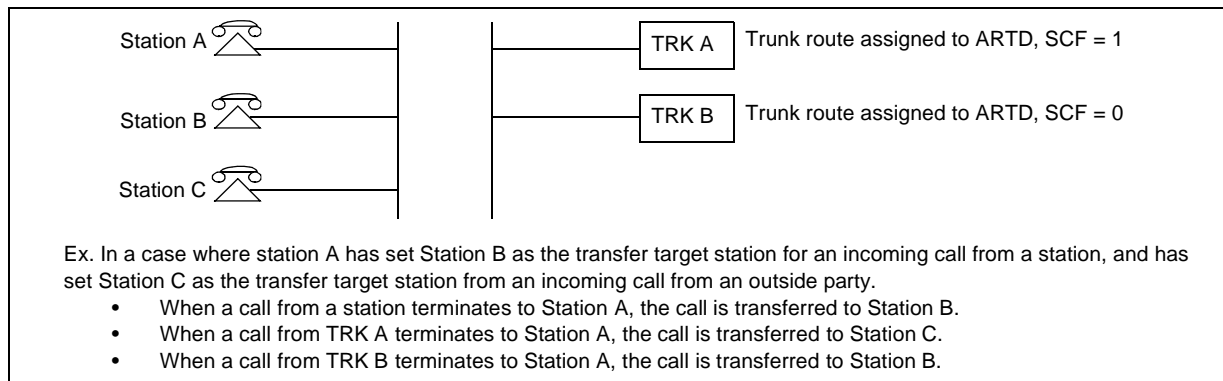 Station A
TRK A
Trunk route assigned to ARTD, SCF = 1
Station B
TRK B
Trunk route assigned to ARTD, SCF = 0
Station C
Ex. In a case where station A has set Station B as the transfer target station for an incoming call from a station, and has
set Station C as the transfer target station from an incoming call from an outside party.
• When a call from a station terminates to Station A, the call is transferred to Station B.
• When a call from TRK A terminates to Station A, the call is transferred to Station C.
• When a call from TRK B terminates to Station A, the call is transferred to Station B.